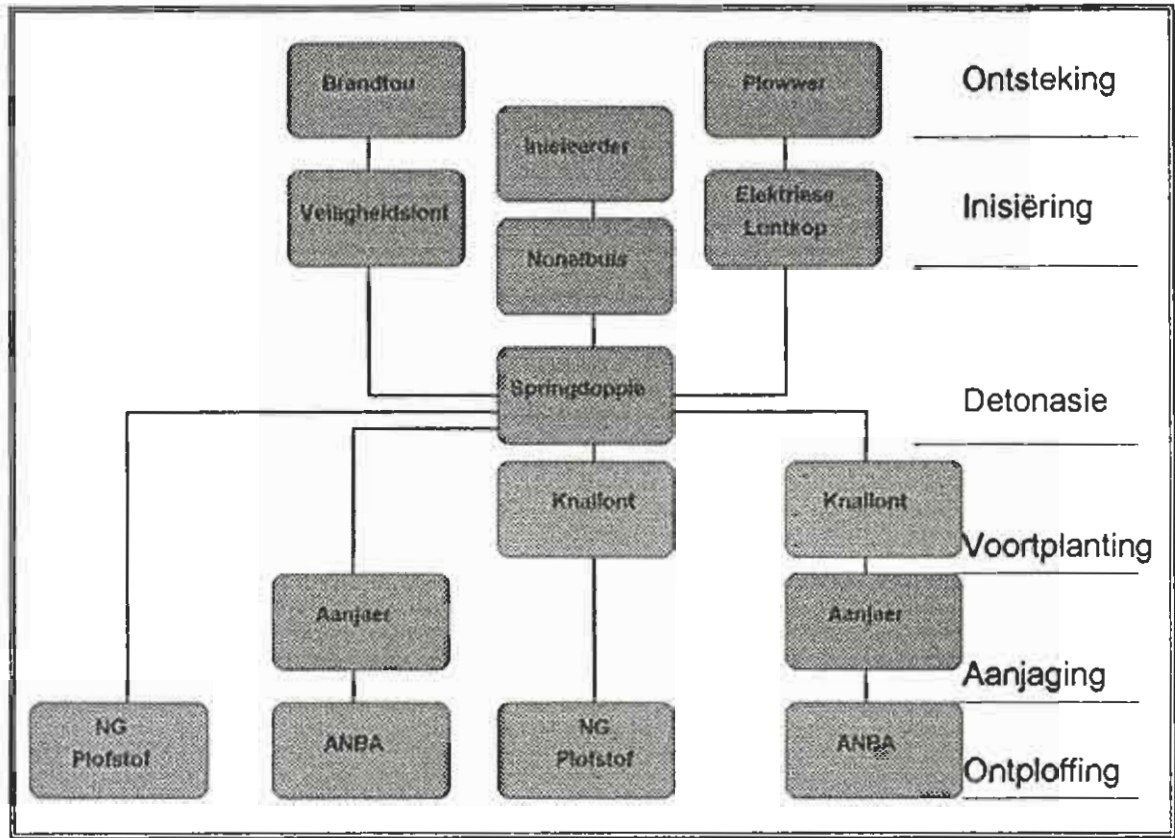 Brandtou
Plowwer
Ontsteking
Inisieerder
Veiligheidslont
Elektriese
Lontkop
Inisiëring
Nonelbuis
Springdoppie
Detonasie
Knallont
Knallont
Voortplanting
Aanjaer
Aanjaer
Aanjaging
NG
Plofstof
ANBA
NG
Plofstof
ANBA
Ontploffing